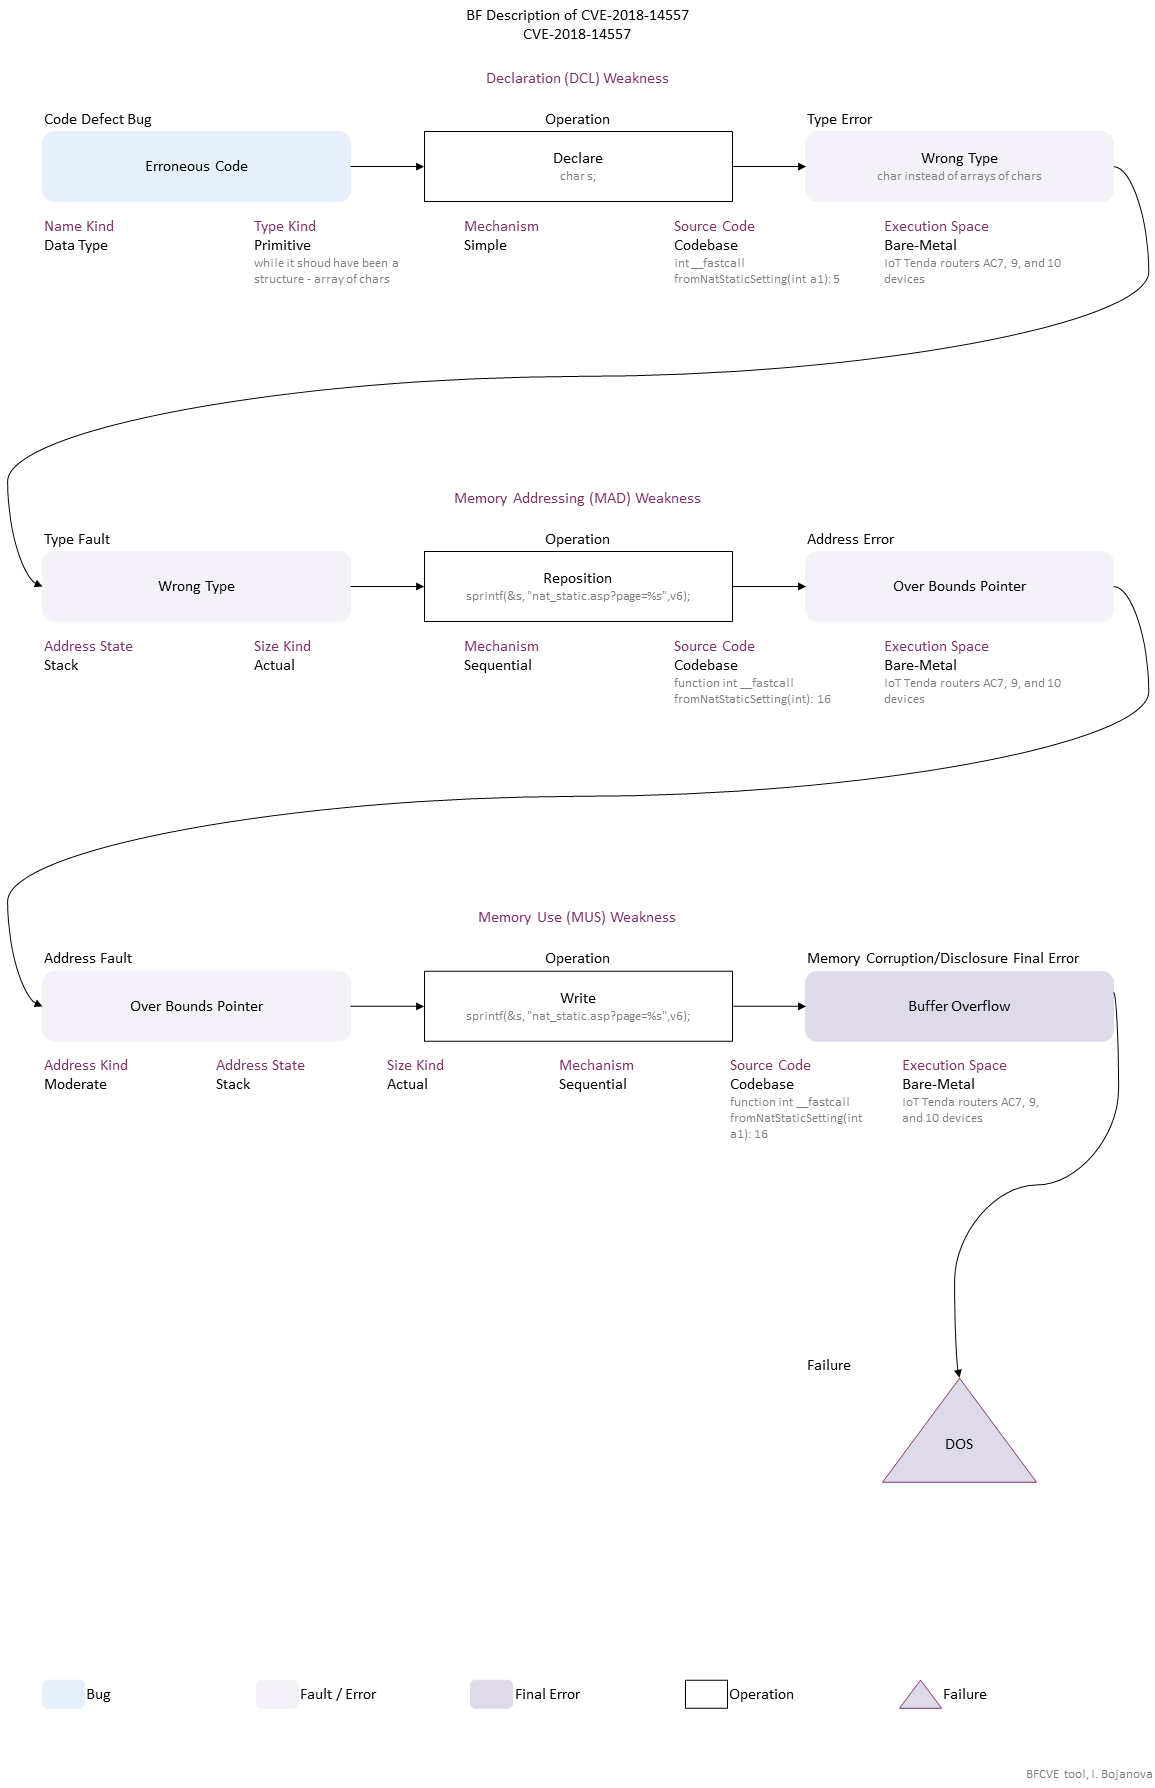 BF Description of CVE-2018-14557
CVE-2018-14557
Declaration (DCL) Weakness
Code Defect Bug
Operation
Type Error
Erroneous Code
Declare
char s;
Wrong Type
char instead of arrays of chars
Name Kind
Data Type
Type Kind
Primitive
while it shoud have been a
structure - array of chars
Mechanism
Simple
Source Code
Codebase
int __fastcall
fromNatStaticSetting(int a1): 5
Execution Space
Bare-Metal
IoT Tenda routers AC7, 9, and 10
devices
Memory Addressing (MAD) Weakness
Type Fault
Operation
Address Error
Wrong Type
Reposition
sprintf(&s, "nat_static.asp?page=%s",v6);
Over Bounds Pointer
Address State
Stack
Size Kind
Actual
Mechanism
Sequential
Source Code
Codebase
function int __fastcall
fromNatStaticSetting(int): 16
Execution Space
Bare-Metal
IoT Tenda routers AC7, 9, and 10
devices
Memory Use (MUS) Weakness
Address Fault
Operation
Memory Corruption/Disclosure Final Error
Over Bounds Pointer
Write
sprintf(&s, "nat_static.asp?page=%s",v6);
Buffer Overflow
Address Kind
Moderate
Address State
Stack
Size Kind
Actual
Mechanism
Sequential
Source Code
Codebase
function int __fastcall
fromNatStaticSetting(int
a1): 16
Execution Space
Bare-Metal
IoT Tenda routers AC7, 9,
and 10 devices
Failure
DOS
Bug
Fault / Error
Final Error
Operation
Failure
BFCVE tool, I. Bojanova